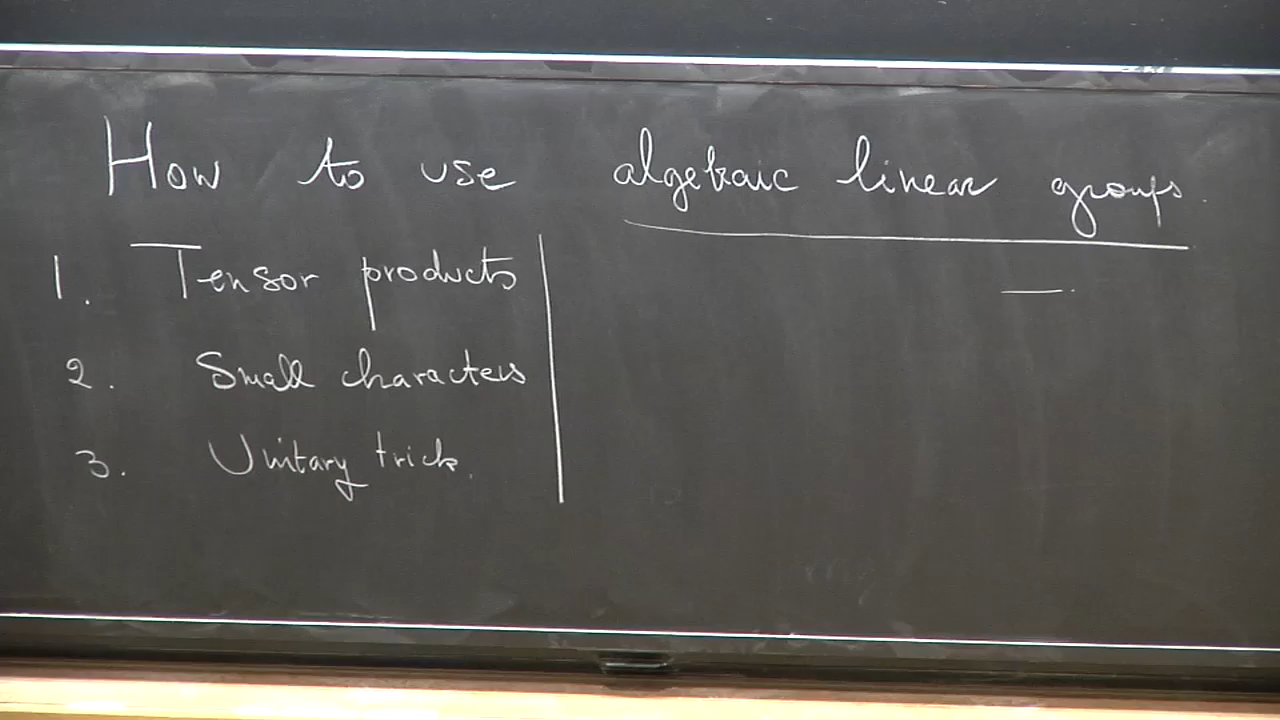 How to use algebraic linear groups.
1. Tensor products
2. Small characters
3. Unitary trick.